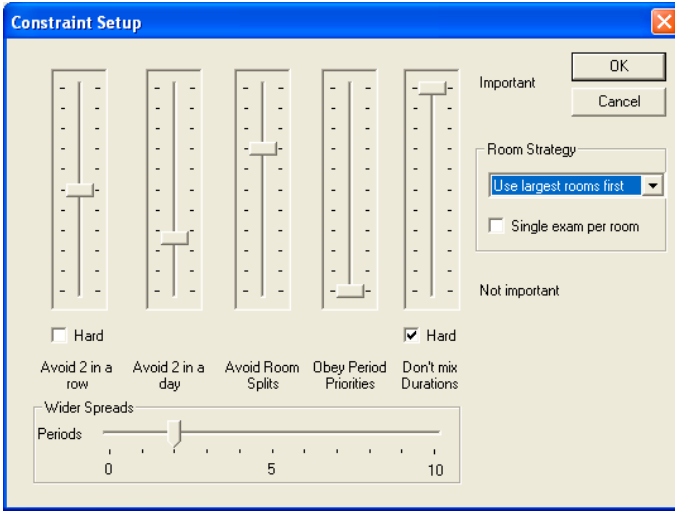 Constraint Setup
Important
OK
Cancel
Room Strategy
Use largest rooms first
Single exam per room
Not important
Hard
Hard
Avoid 2 in a
row
Avoid 2 in a
day
Avoid Room
Splits
Obey Period
Priorities
Don't mix
Durations
Wider Spreads
Periods
0 5 10